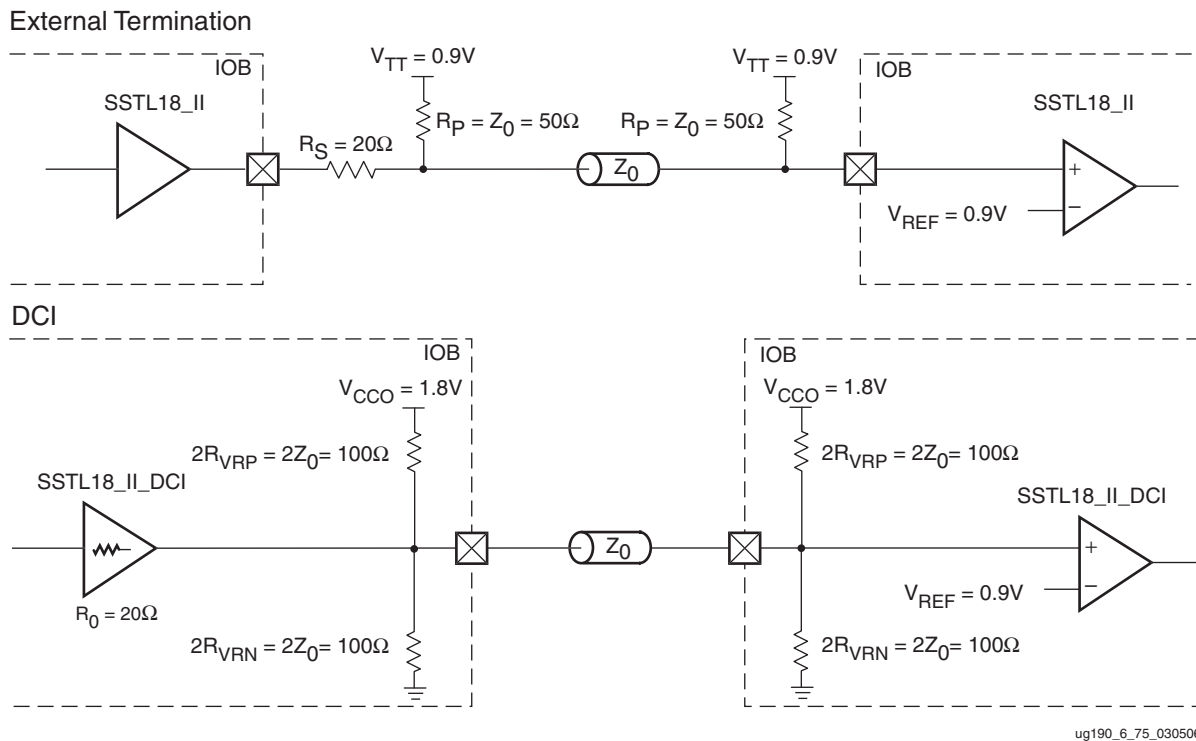 External Termination
IOB
V_TT = 0.9V
V_TT = 0.9V
IOB
SSTL18_II
SSTL18_II
R_P = Z_0 = 50Ω
R_P = Z_0 = 50Ω
R_S = 20Ω
Z_0
+
V_REF = 0.9V
–
DCI
IOB
IOB
V_CCO = 1.8V
V_CCO = 1.8V
2R_VRP = 2Z_0= 100Ω
2R_VRP = 2Z_0= 100Ω
SSTL18_II_DCI
SSTL18_II_DCI
Z_0
+
V_REF = 0.9V
–
R_0 = 20Ω
2R_VRN = 2Z_0= 100Ω
2R_VRN = 2Z_0= 100Ω
ug190_6_75_030506